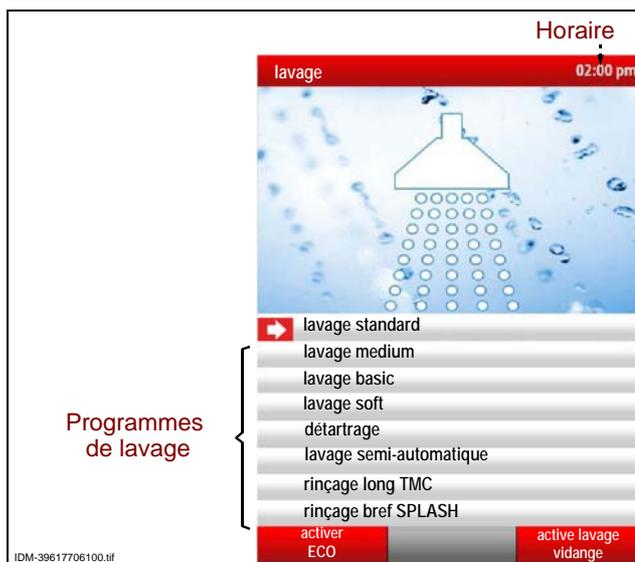 Horaire
lavage
02:00 pm
lavage standard
lavage medium
lavage basic
lavage soft
détartrage
lavage semi-automatique
rinçage long TMC
rinçage bref SPLASH
Programmes
de lavage
activer
ECO
active lavage
vidange
IDM-39617706100.tif